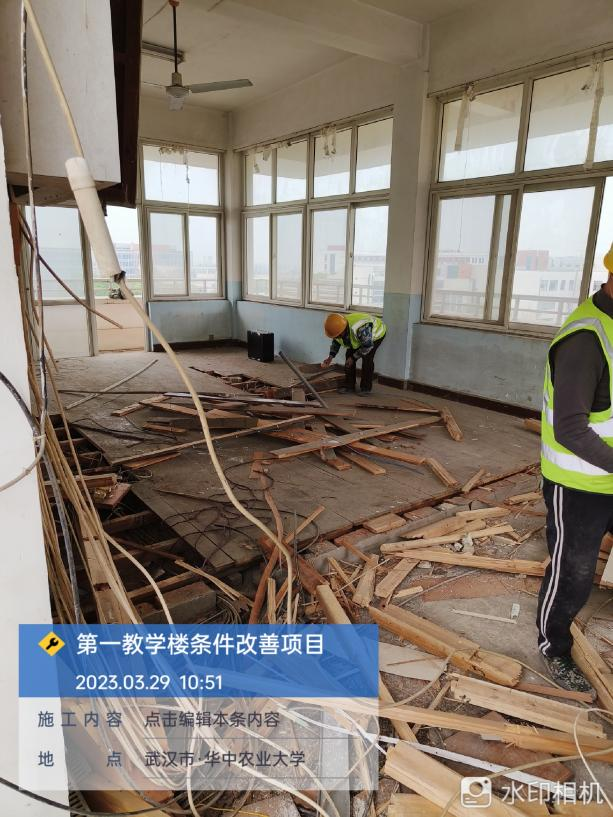 第一教学楼条件改善项目
2023.03.29 10:51
施工内容 点击编辑本条内容
地点 武汉市·华中农业大学
水印相机